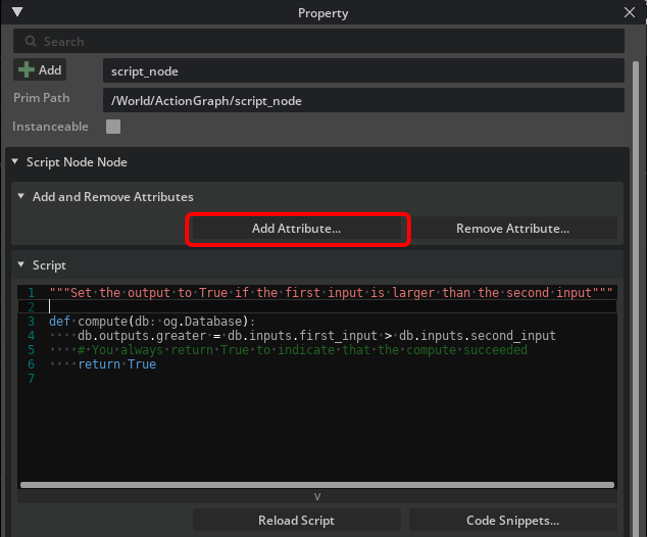 Property
Search
Add
script_node
Prim Path
/World/ActionGraph/script_node
Instanceable
Script Node Node
Add and Remove Attributes
Add Attribute...
Remove Attribute...
Script
1 """Set the output to True if the first input is larger than the second input"""
2
3 def compute(db: og.Database):
4     db.outputs.greater = db.inputs.first_input > db.inputs.second_input
5     # You always return True to indicate that the compute succeeded
6     return True
7
Reload Script
Code Snippets...